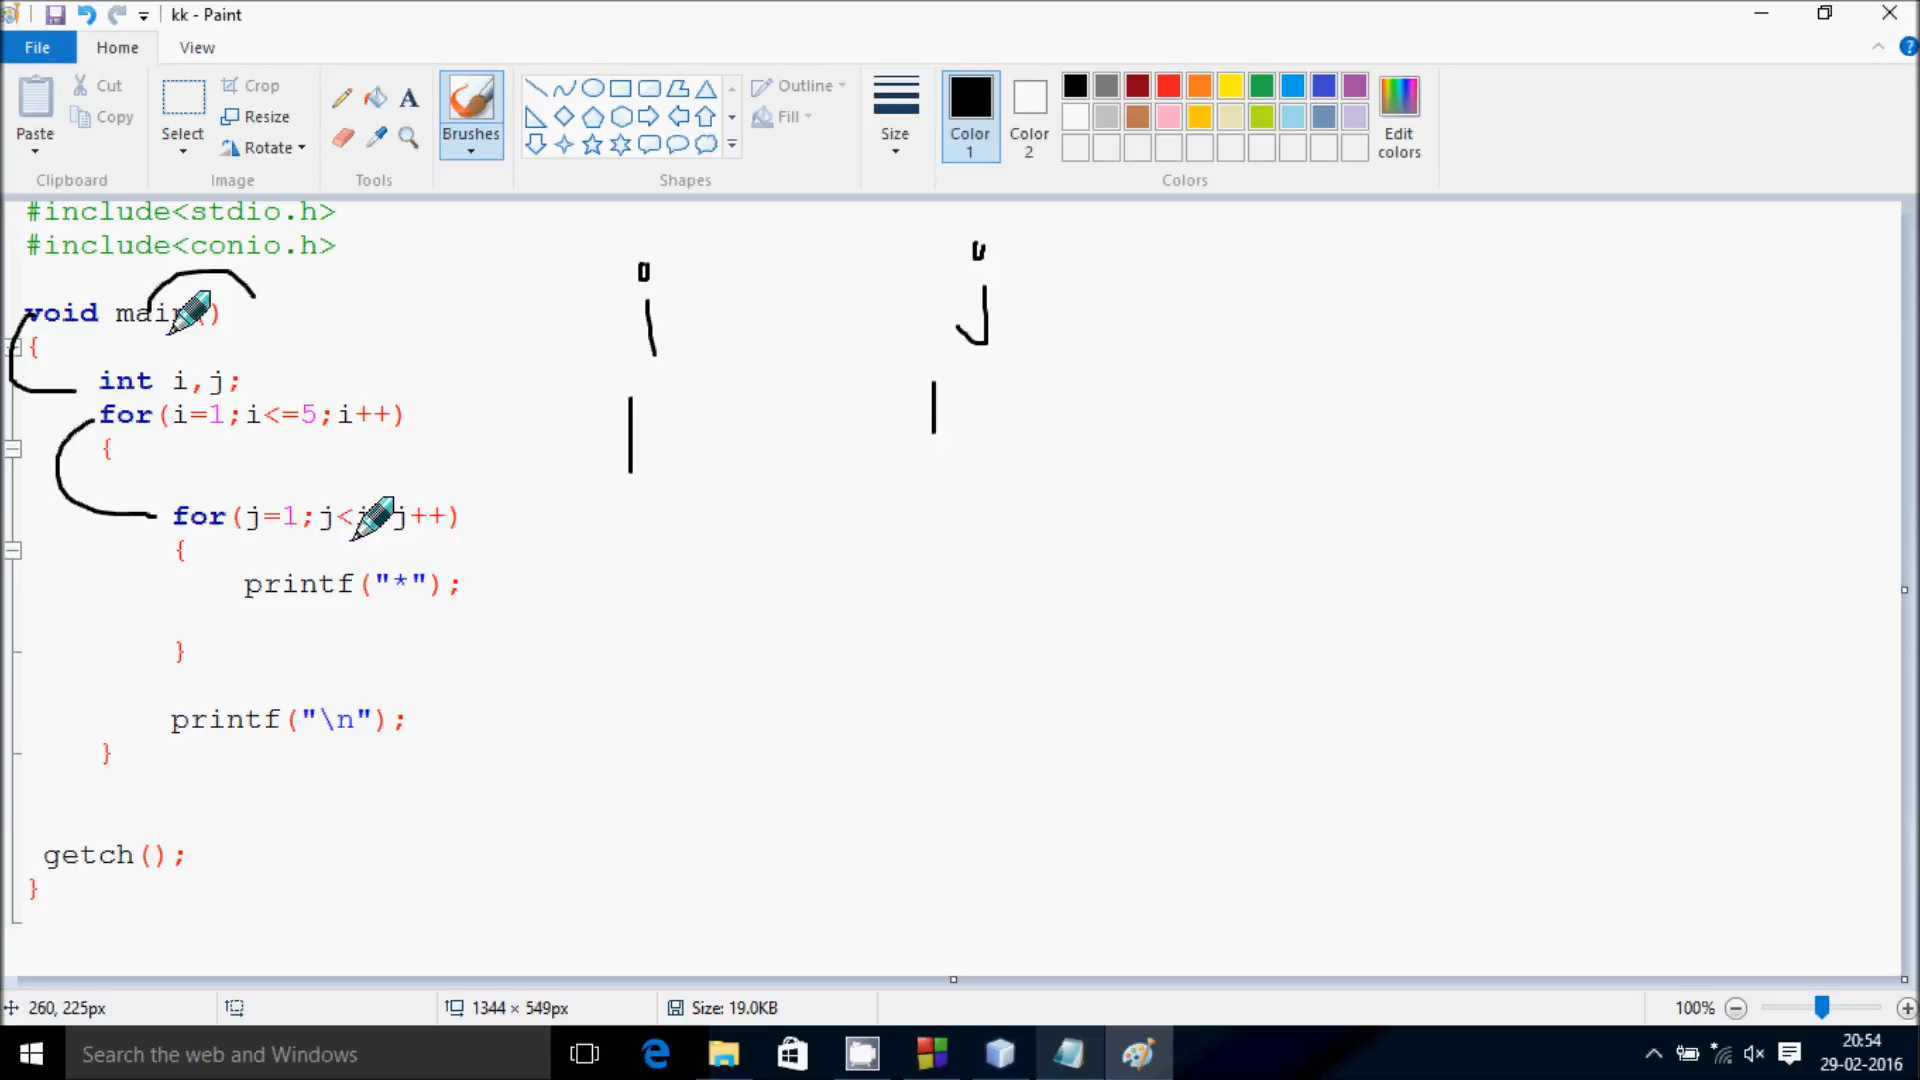 kk - Paint
File Home View
Paste Cut Copy Clipboard
Select Crop Resize Rotate Image
Tools
Brushes
Shapes
Outline Fill
Size
Color 1 Color 2 Edit colors Colors
#include<stdio.h>
#include<conio.h>
void main()
{
int i,j;
for(i=1;i<=5;i++)
{
for(j=1;j< j++)
{
printf("*");
}
printf("\n");
}
getch();
}
i j
260, 225px 1344 × 549px Size: 19.0KB 100%
Search the web and Windows
20:54
29-02-2016